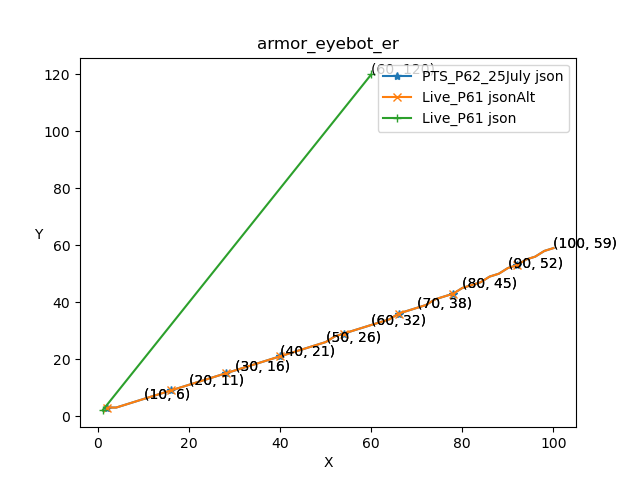 armor_eyebot_er
(60, 120)
PTS_P62_25July json
Live_P61 jsonAlt
Live_P61 json
120
100
80
60
40
20
0
Y
(100, 59)
(90, 52)
(80, 45)
(70, 38)
(60, 32)
(50, 26)
(40, 21)
(30, 16)
(20, 11)
(10, 6)
0 20 40 60 80 100
X